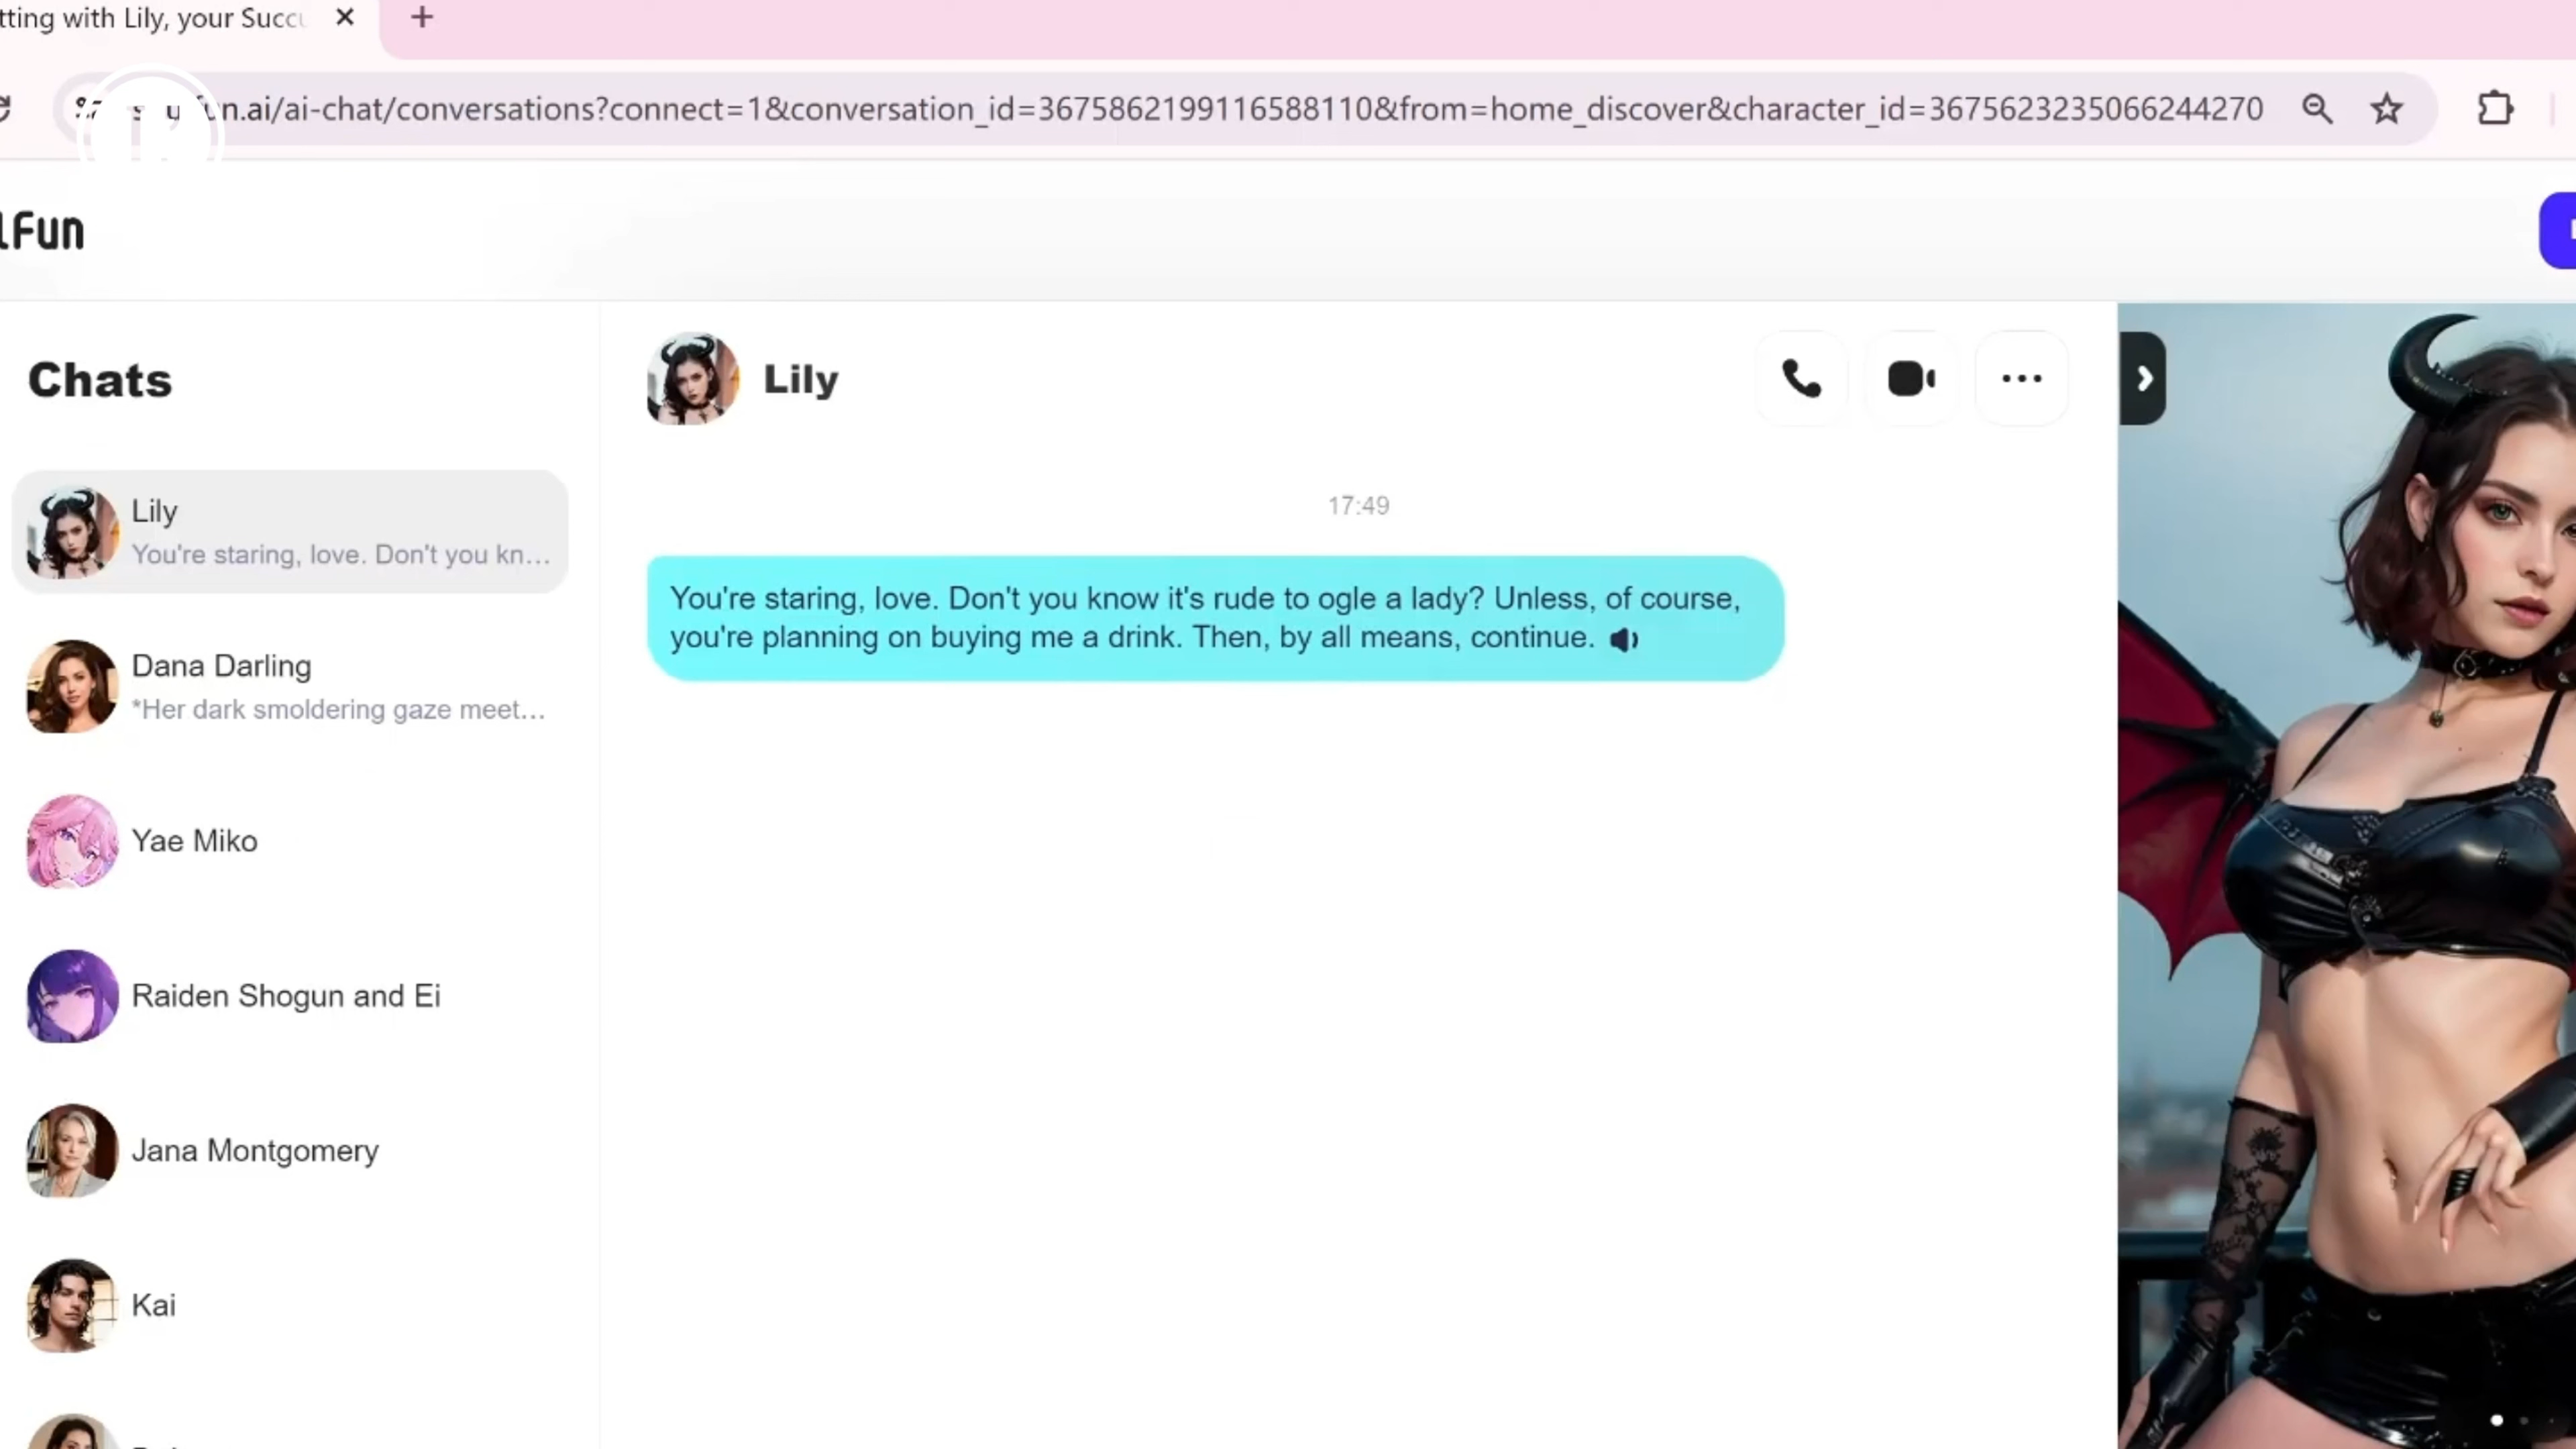 tting with Lily, your Succu
fun.ai/ai-chat/conversations?connect=1&conversation_id=3675862199116588110&from=home_discover&character_id=3675623235066244270
lFun
Chats
Lily
You're staring, love. Don't you kn...
Dana Darling
*Her dark smoldering gaze meet...
Yae Miko
Raiden Shogun and Ei
Jana Montgomery
Kai
Lily
17:49
You're staring, love. Don't you know it's rude to ogle a lady? Unless, of course,
you're planning on buying me a drink. Then, by all means, continue.